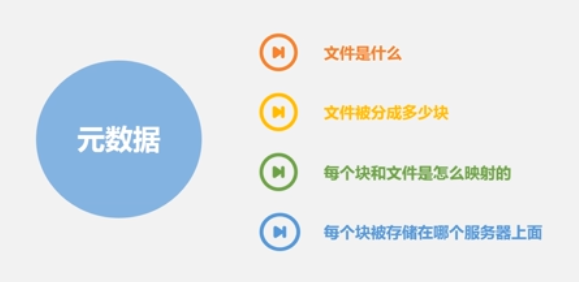 元数据
文件是什么
文件被分成多少块
每个块和文件是怎么映射的
每个块被存储在哪个服务器上面